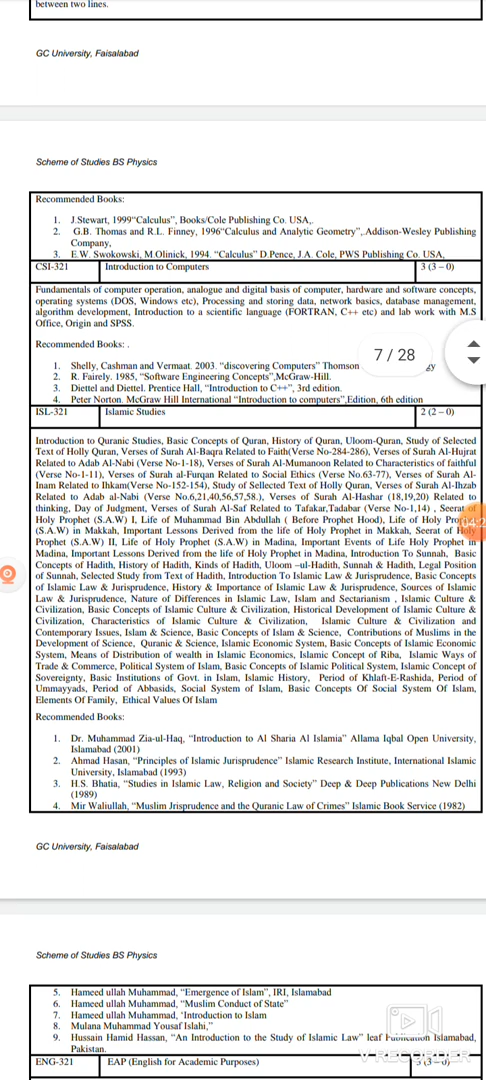 between two lines.
GC University, Faisalabad
Scheme of Studies BS Physics
Recommended Books:
1. J.Stewart, 1999"Calculus", Books/Cole Publishing Co. USA,.
2. G.B. Thomas and R.L. Finney, 1996"Calculus and Analytic Geometry",.Addison-Wesley Publishing
Company,
3. E.W. Swokowski, M.Olinick, 1994. "Calculus" D.Pence, J.A. Cole, PWS Publishing Co. USA,
CSI-321 Introduction to Computers 3 (3 – 0)
Fundamentals of computer operation, analogue and digital basis of computer, hardware and software concepts,
operating systems (DOS, Windows etc), Processing and storing data, network basics, database management,
algorithm development, Introduction to a scientific language (FORTRAN, C++ etc) and lab work with M.S
Office, Origin and SPSS.
Recommended Books: .
7 / 28
1. Shelly, Cashman and Vermaat. 2003. "discovering Computers" Thomson
2. R. Fairely. 1985, "Software Engineering Concepts",McGraw-Hill.
3. Diettel and Diettel. Prentice Hall, "Introduction to C++", 3rd edition.
4. Peter Norton. McGraw Hill International "Introduction to computers",Edition, 6th edition
ISL-321 Islamic Studies 2 (2 – 0)
Introduction to Quranic Studies, Basic Concepts of Quran, History of Quran, Uloom-Quran, Study of Selected
Text of Holly Quran, Verses of Surah Al-Baqra Related to Faith(Verse No-284-286), Verses of Surah Al-Hujrat
Related to Adab Al-Nabi (Verse No-1-18), Verses of Surah Al-Mumanoon Related to Characteristics of faithful
(Verse No-1-11), Verses of Surah al-Furqan Related to Social Ethics (Verse No.63-77), Verses of Surah Al-
Inam Related to Ihkam(Verse No-152-154), Study of Sellected Text of Holly Quran, Verses of Surah Al-Ihzab
Related to Adab al-Nabi (Verse No.6,21,40,56,57,58.), Verses of Surah Al-Hashar (18,19,20) Related to
thinking, Day of Judgment, Verses of Surah Al-Saf Related to Tafakar,Tadabar (Verse No-1,14) , Seerat of
Holy Prophet (S.A.W) I, Life of Muhammad Bin Abdullah ( Before Prophet Hood), Life of Holy
(S.A.W) in Makkah, Important Lessons Derived from the life of Holy Prophet in Makkah, Seerat of Holy
Prophet (S.A.W) II, Life of Holy Prophet (S.A.W) in Madina, Important Events of Life Holy Prophet in
Madina, Important Lessons Derived from the life of Holy Prophet in Madina, Introduction To Sunnah, Basic
Concepts of Hadith, History of Hadith, Kinds of Hadith, Uloom –ul-Hadith, Sunnah & Hadith, Legal Position
of Sunnah, Selected Study from Text of Hadith, Introduction To Islamic Law & Jurisprudence, Basic Concepts
of Islamic Law & Jurisprudence, History & Importance of Islamic Law & Jurisprudence, Sources of Islamic
Law & Jurisprudence, Nature of Differences in Islamic Law, Islam and Sectarianism , Islamic Culture &
Civilization, Basic Concepts of Islamic Culture & Civilization, Historical Development of Islamic Culture &
Civilization, Characteristics of Islamic Culture & Civilization, Islamic Culture & Civilization and
Contemporary Issues, Islam & Science, Basic Concepts of Islam & Science, Contributions of Muslims in the
Development of Science, Quranic & Science, Islamic Economic System, Basic Concepts of Islamic Economic
System, Means of Distribution of wealth in Islamic Economics, Islamic Concept of Riba, Islamic Ways of
Trade & Commerce, Political System of Islam, Basic Concepts of Islamic Political System, Islamic Concept of
Sovereignty, Basic Institutions of Govt. in Islam, Islamic History, Period of Khlaft-E-Rashida, Period of
Ummayyads, Period of Abbasids, Social System of Islam, Basic Concepts Of Social System Of Islam,
Elements Of Family, Ethical Values Of Islam
Recommended Books:
1. Dr. Muhammad Zia-ul-Haq, "Introduction to Al Sharia Al Islamia" Allama Iqbal Open University,
Islamabad (2001)
2. Ahmad Hasan, "Principles of Islamic Jurisprudence" Islamic Research Institute, International Islamic
University, Islamabad (1993)
3. H.S. Bhatia, "Studies in Islamic Law, Religion and Society" Deep & Deep Publications New Delhi
(1989)
4. Mir Waliullah, "Muslim Jrisprudence and the Quranic Law of Crimes" Islamic Book Service (1982)
GC University, Faisalabad
Scheme of Studies BS Physics
5. Hameed ullah Muhammad, "Emergence of Islam", IRI, Islamabad
6. Hameed ullah Muhammad, "Muslim Conduct of State"
7. Hameed ullah Muhammad, 'Introduction to Islam
8. Mulana Muhammad Yousaf Islahi,"
9. Hussain Hamid Hassan, "An Introduction to the Study of Islamic Law" leaf Publication Islamabad,
Pakistan.
ENG-321 EAP (English for Academic Purposes) 3 (3 – 0)
V RECORDER